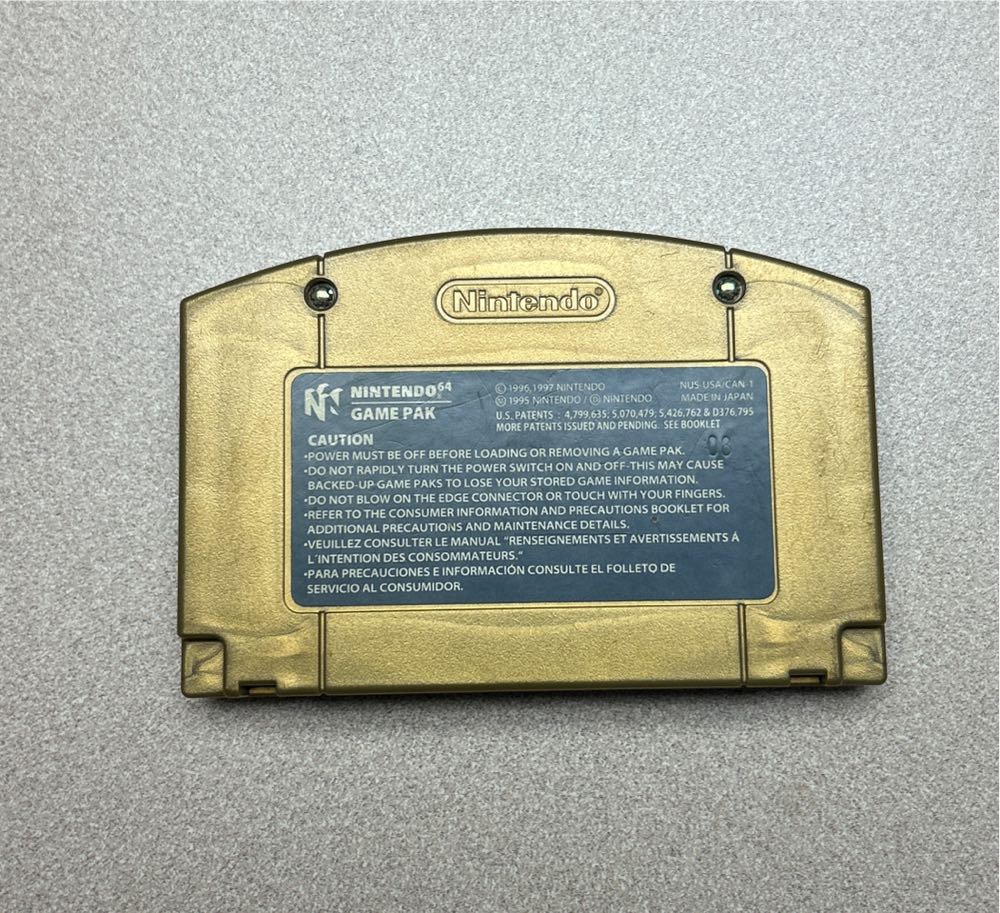 Nintendo®
NINTENDO64
GAME PAK
© 1996,1997 NINTENDO
Ⓜ 1995 NINTENDO / Ⓓ NINTENDO
NUS-USA/CAN-1
MADE IN JAPAN
U.S. PATENTS : 4,799,635; 5,070,479; 5,426,762 & D376,795
MORE PATENTS ISSUED AND PENDING. SEE BOOKLET
CAUTION
•POWER MUST BE OFF BEFORE LOADING OR REMOVING A GAME PAK.
•DO NOT RAPIDLY TURN THE POWER SWITCH ON AND OFF-THIS MAY CAUSE
BACKED-UP GAME PAKS TO LOSE YOUR STORED GAME INFORMATION.
•DO NOT BLOW ON THE EDGE CONNECTOR OR TOUCH WITH YOUR FINGERS.
•REFER TO THE CONSUMER INFORMATION AND PRECAUTIONS BOOKLET FOR
ADDITIONAL PRECAUTIONS AND MAINTENANCE DETAILS.
•VEUILLEZ CONSULTER LE MANUAL "RENSEIGNEMENTS ET AVERTISSEMENTS Á
L'INTENTION DES CONSOMMATEURS."
•PARA PRECAUCIONES E INFORMACIÓN CONSULTE EL FOLLETO DE
SERVICIO AL CONSUMIDOR.